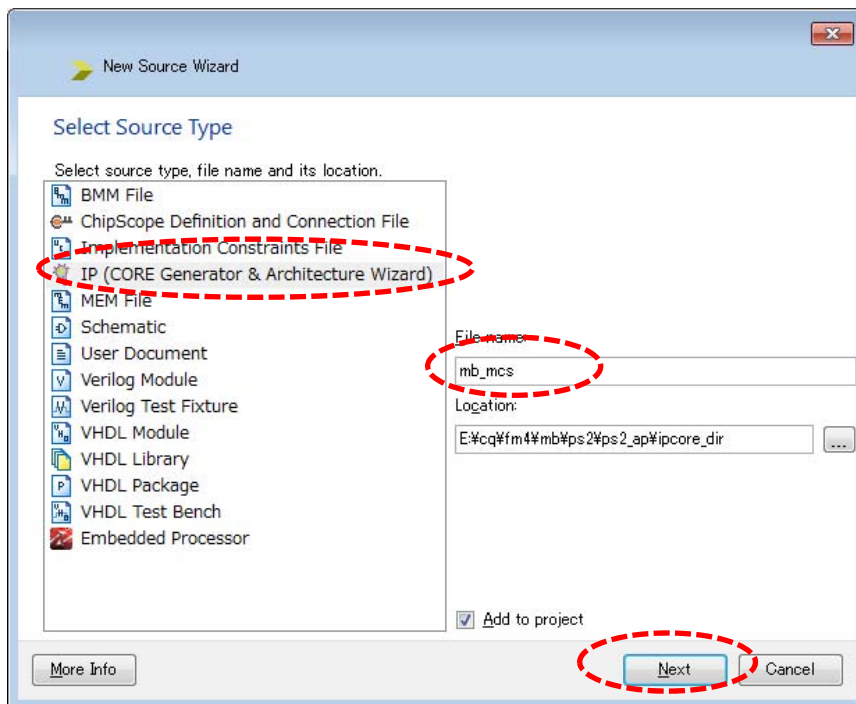 New Source Wizard
Select Source Type
Select source type, file name and its location.
BMM File
ChipScope Definition and Connection File
Implementation Constraints File
IP (CORE Generator & Architecture Wizard)
MEM File
Schematic
User Document
Verilog Module
Verilog Test Fixture
VHDL Module
VHDL Library
VHDL Package
VHDL Test Bench
Embedded Processor
File name:
mb_mcs
Location:
E:¥cq¥fm4¥mb¥ps2¥ps2_ap¥ipcore_dir
...
Add to project
More Info
Next
Cancel